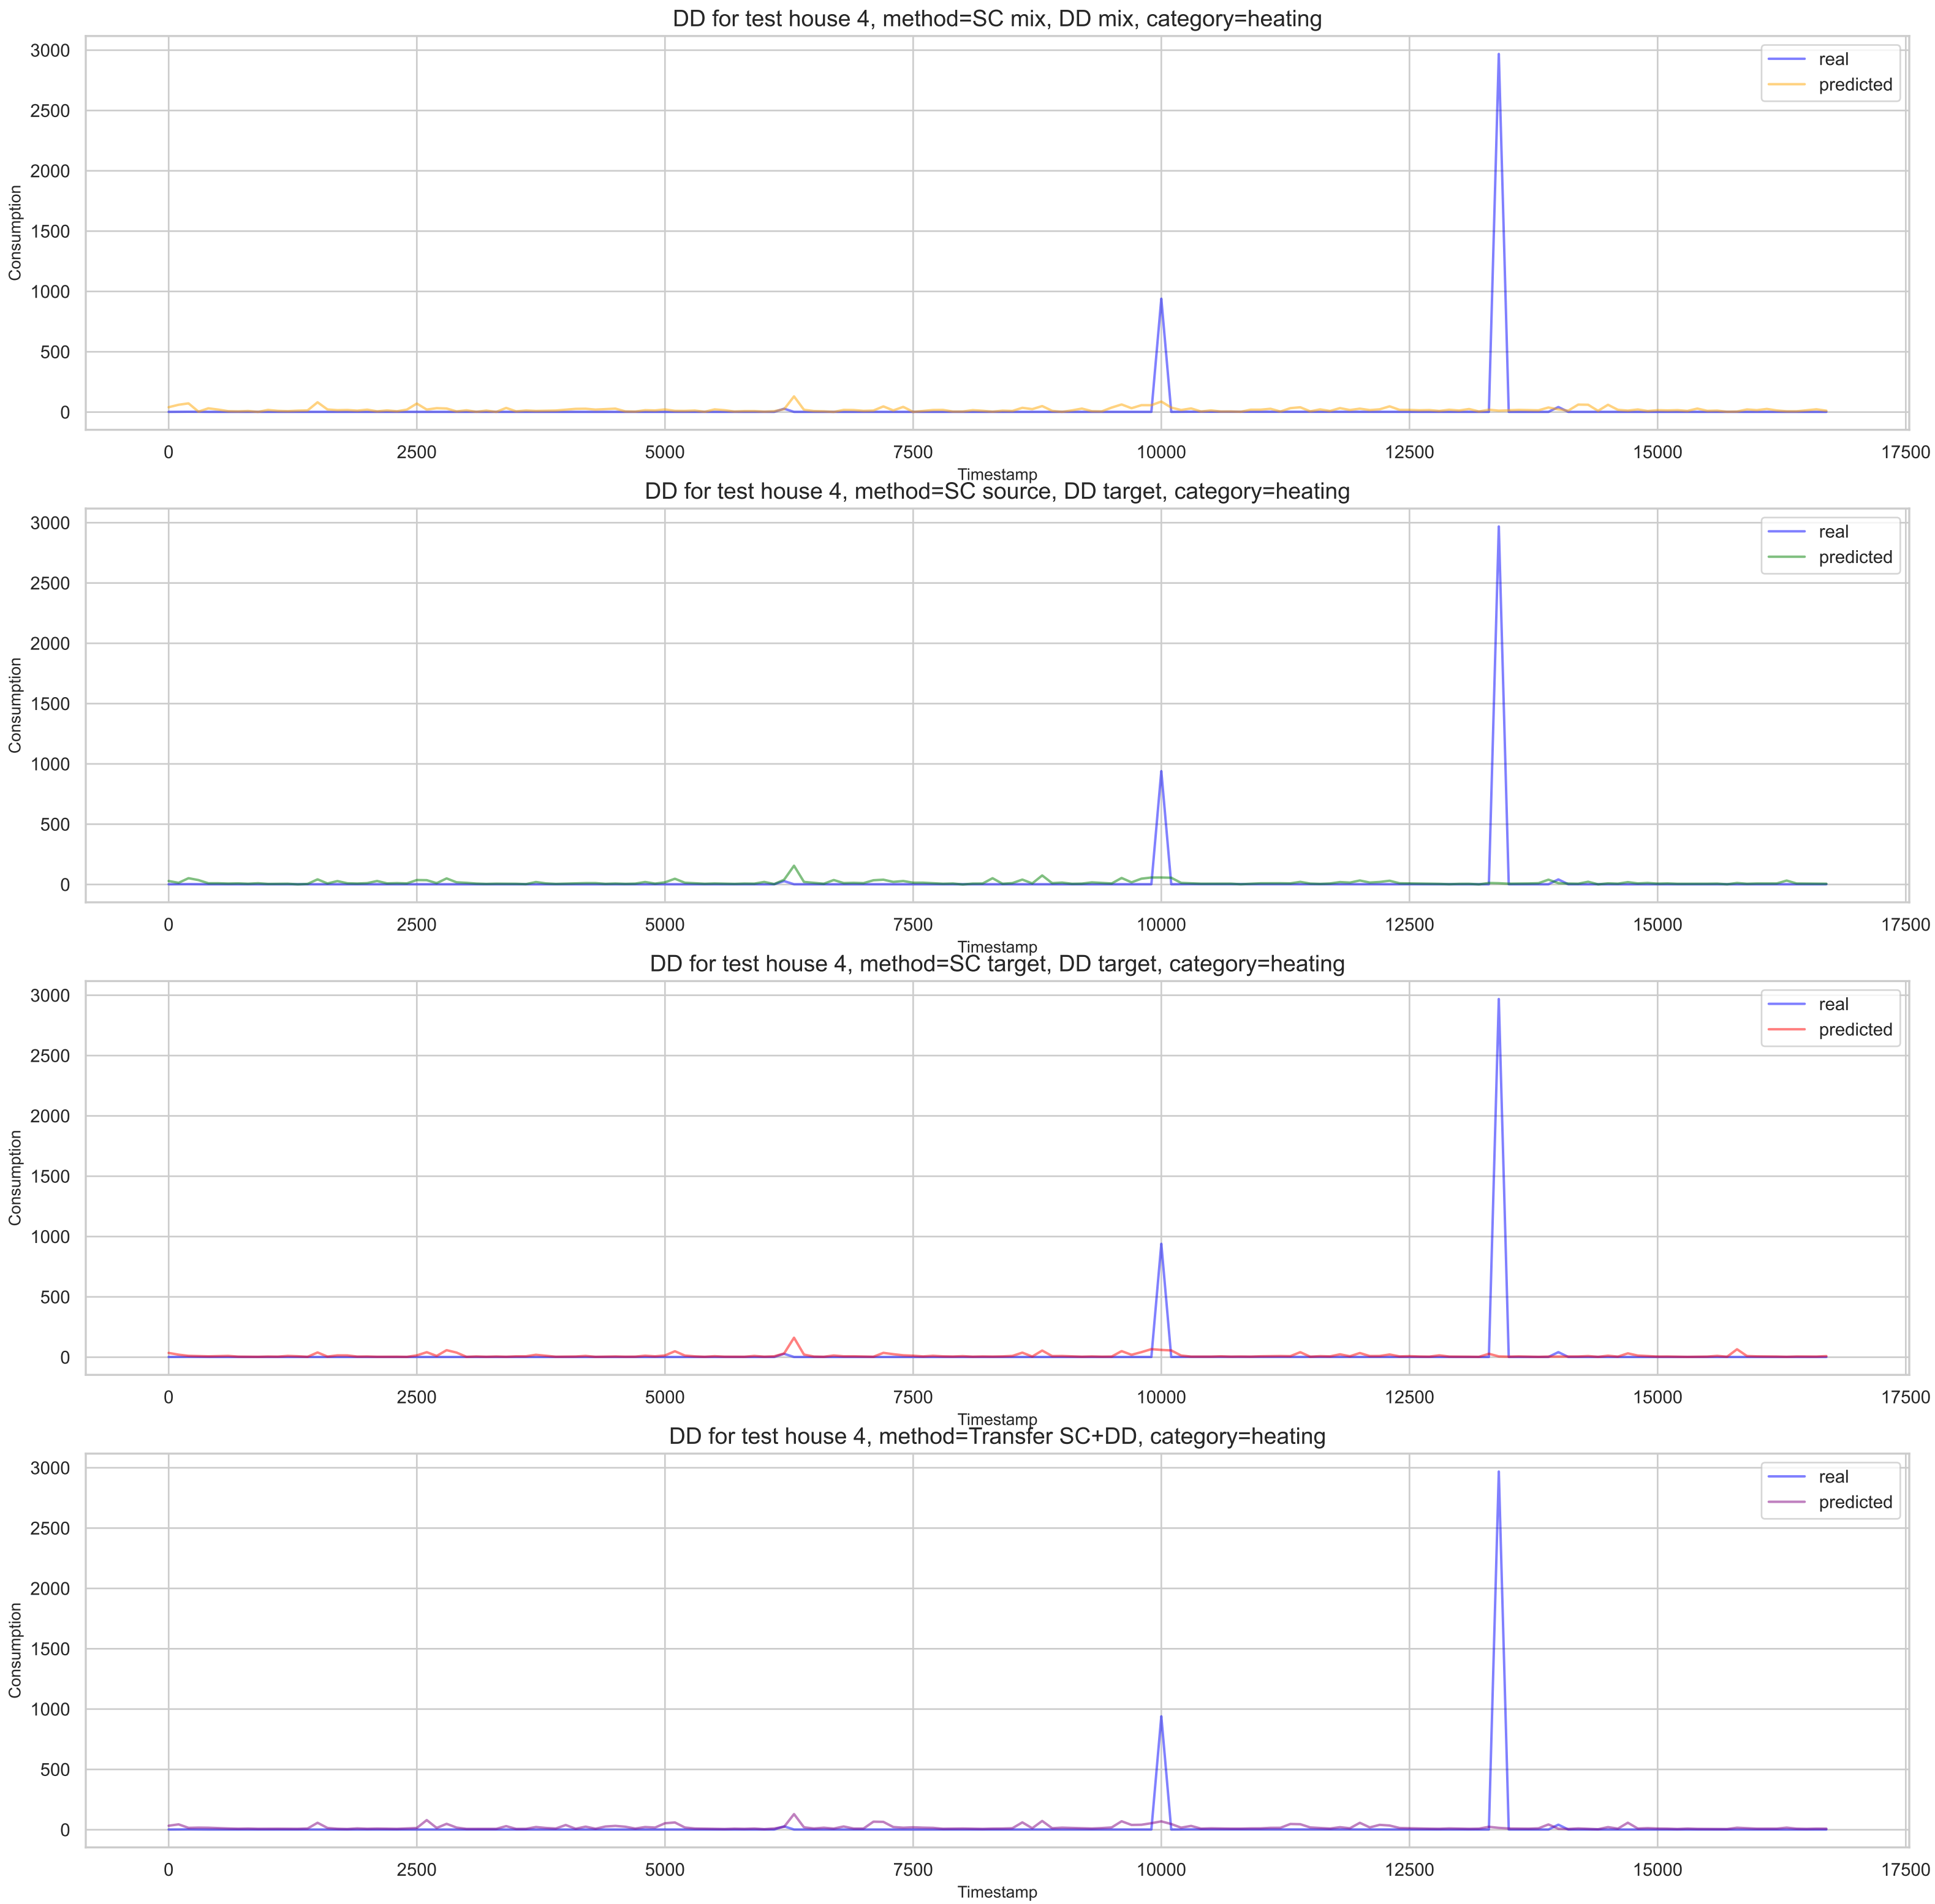 DD for test house 4, method=SC mix, DD mix, category=heating
3000
2500
2000
1500
1000
500
0
Consumption
real
predicted
0 2500 5000 7500 10000 12500 15000 17500
Timestamp
DD for test house 4, method=SC source, DD target, category=heating
3000
2500
2000
1500
1000
500
0
Consumption
real
predicted
0 2500 5000 7500 10000 12500 15000 17500
Timestamp
DD for test house 4, method=SC target, DD target, category=heating
3000
2500
2000
1500
1000
500
0
Consumption
real
predicted
0 2500 5000 7500 10000 12500 15000 17500
Timestamp
DD for test house 4, method=Transfer SC+DD, category=heating
3000
2500
2000
1500
1000
500
0
Consumption
real
predicted
0 2500 5000 7500 10000 12500 15000 17500
Timestamp